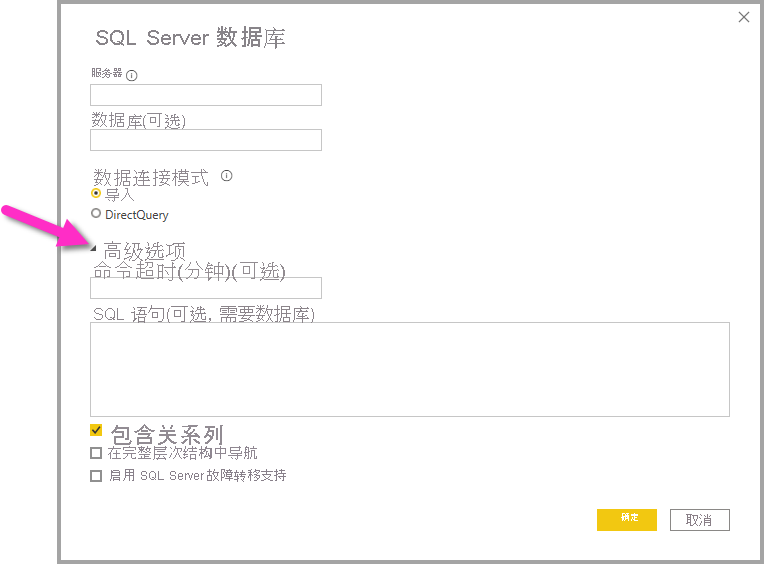 SQL Server 数据库
服务器
数据库(可选)
数据连接模式
导入
DirectQuery
高级选项
命令超时(分钟)(可选)
SQL 语句(可选, 需要数据库)
包含关系列
在完整层次结构中导航
启用 SQL Server 故障转移支持
确定 取消